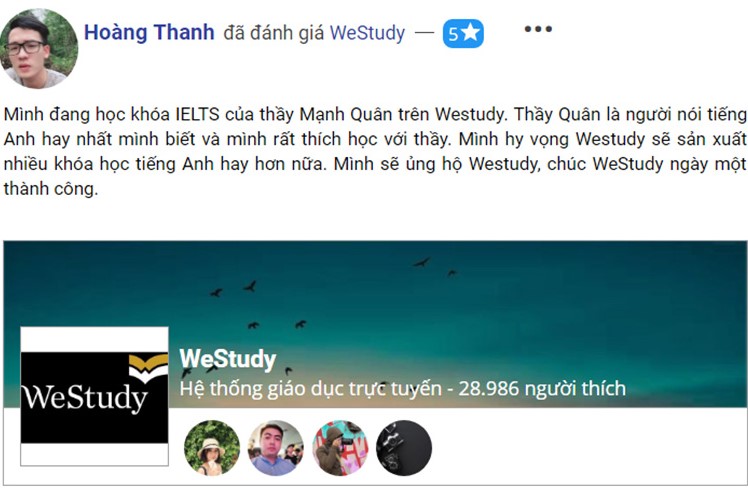 Hoàng Thanh đã đánh giá WeStudy — 5★ •••
Mình đang học khóa IELTS của thầy Mạnh Quân trên Westudy. Thầy Quân là người nói tiếng
Anh hay nhất mình biết và mình rất thích học với thầy. Mình hy vọng Westudy sẽ sản xuất
nhiều khóa học tiếng Anh hay hơn nữa. Mình sẽ ủng hộ Westudy, chúc WeStudy ngày một
thành công.
WeStudy
WeStudy
Hệ thống giáo dục trực tuyến - 28.986 người thích